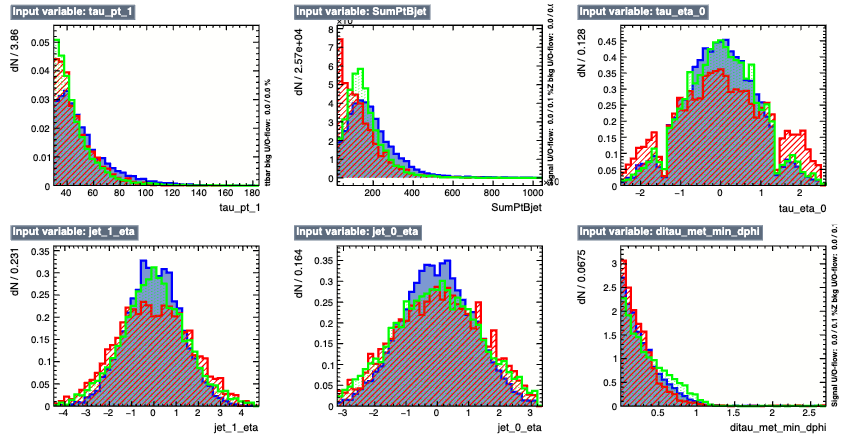 Input variable: tau_pt_1
dN / 3.86
0.05
0.04
0.03
0.02
0.01
0
40 60 80 100 120 140 160 180
tau_pt_1
ttbar bkg U/O-flow: 0.0 / 0.0 %
Input variable: SumPtBjet
dN / 2.57e+04
8
7
6
5
4
3
2
1
0
200 400 600 800 1000
SumPtBjet
Signal U/O-flow: 0.0 / 0.1 %Z bkg U/O-flow: 0.0 / 0.
Input variable: tau_eta_0
dN / 0.128
0.45
0.4
0.35
0.3
0.25
0.2
0.15
0.1
0.05
0
−2 −1 0 1 2
tau_eta_0
Input variable: jet_1_eta
dN / 0.231
0.35
0.3
0.25
0.2
0.15
0.1
0.05
0
−4 −3 −2 −1 0 1 2 3 4
jet_1_eta
Input variable: jet_0_eta
dN / 0.164
0.35
0.3
0.25
0.2
0.15
0.1
0.05
0
−3 −2 −1 0 1 2 3
jet_0_eta
Input variable: ditau_met_min_dphi
dN / 0.0675
3
2.5
2
1.5
1
0.5
0
0.5 1 1.5 2 2.5
ditau_met_min_dphi
Signal U/O-flow: 0.0 / 0.1 %Z bkg U/O-flow: 0.0 / 0.